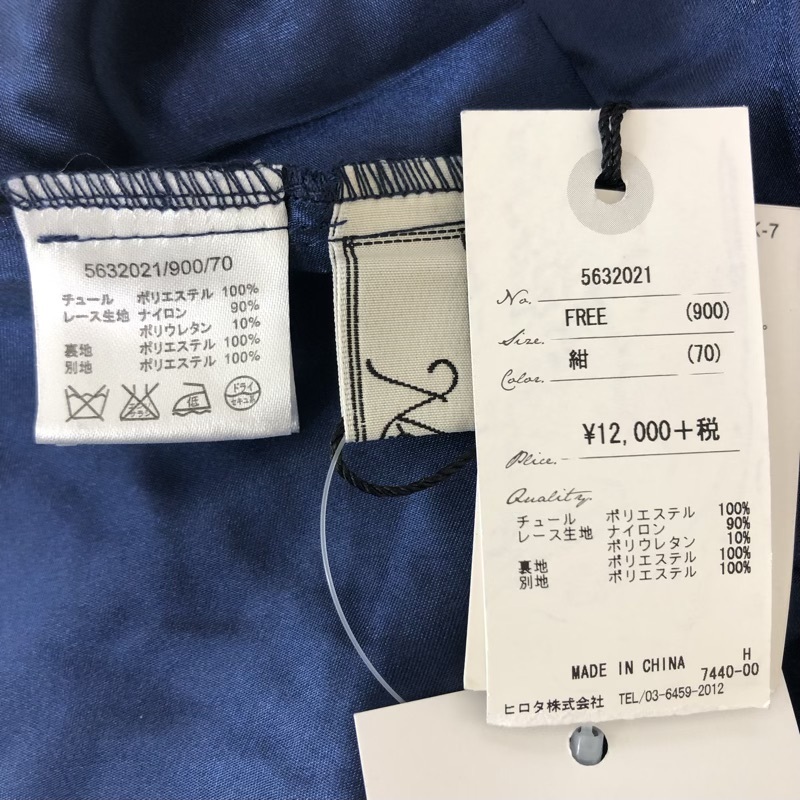 5632021/900/70
チュール ポリエステル 100%
レース生地 ナイロン 90%
ポリウレタン 10%
裏地 ポリエステル 100%
別地 ポリエステル 100%
低
ドライ
セキユ系
No. 5632021
Size. FREE (900)
Color. 紺 (70)
Plice. ¥12,000+税
Quality.
チュール ポリエステル 100%
レース生地 ナイロン 90%
ポリウレタン 10%
裏地 ポリエステル 100%
別地 ポリエステル 100%
MADE IN CHINA
H
7440-00
ヒロタ株式会社 TEL/03-6459-2012
K-7